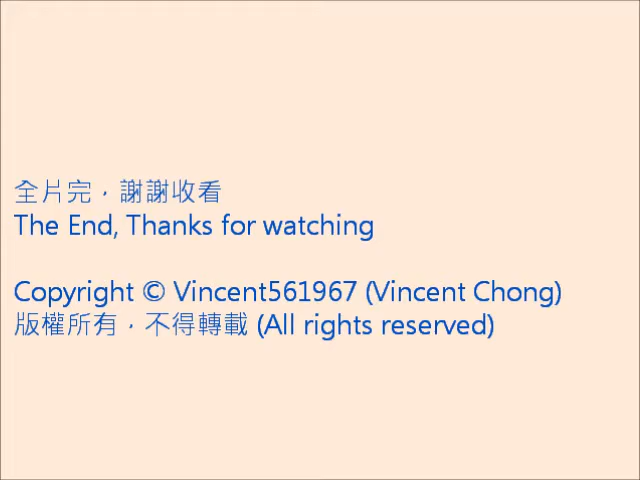 全片完，謝謝收看
The End, Thanks for watching
Copyright © Vincent561967 (Vincent Chong)
版權所有，不得轉載 (All rights reserved)